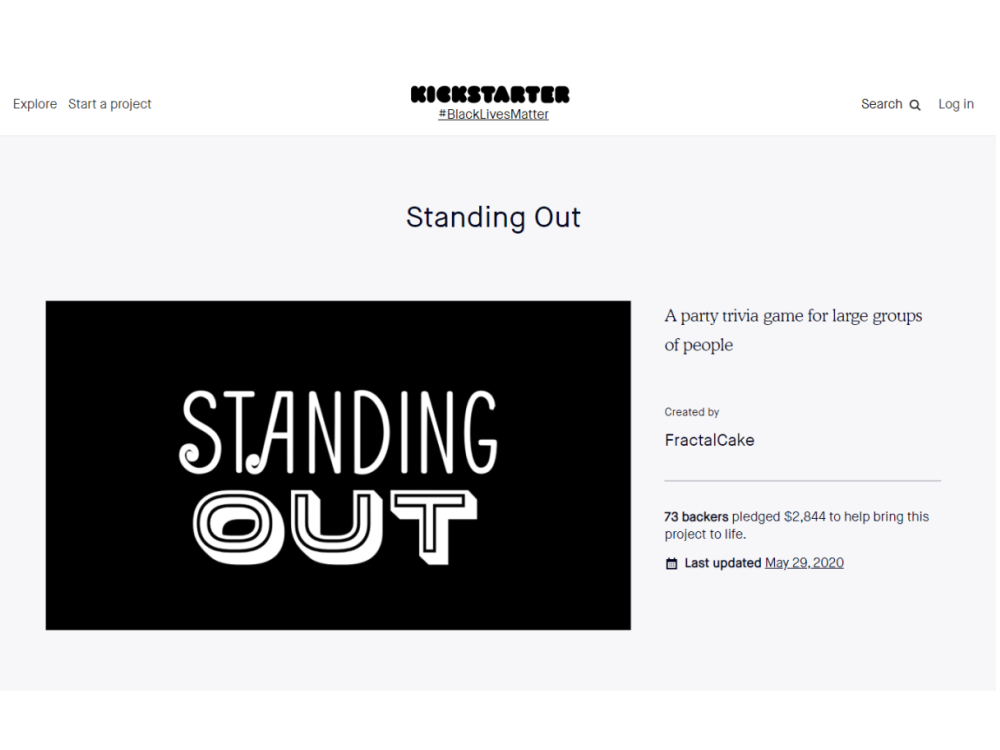 Explore Start a project
KICKSTARTER
#BlackLivesMatter
Search Log in
Standing Out
STANDING
OUT
A party trivia game for large groups
of people
Created by
FractalCake
73 backers pledged $2,844 to help bring this
project to life.
Last updated May 29, 2020